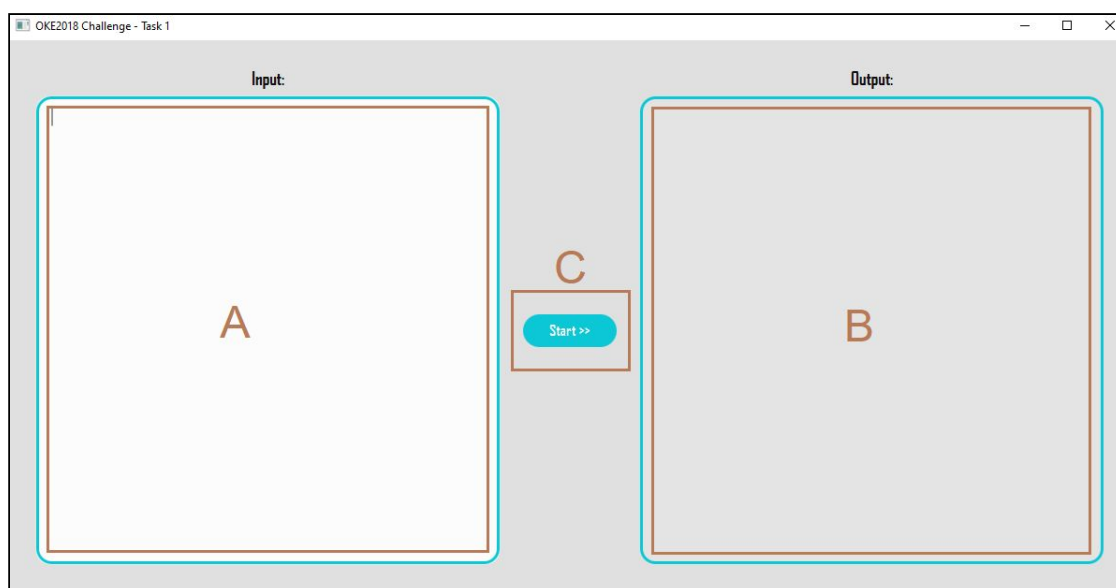 OKE2018 Challenge - Task 1
Input:
Output:
C
A
Start >>
B